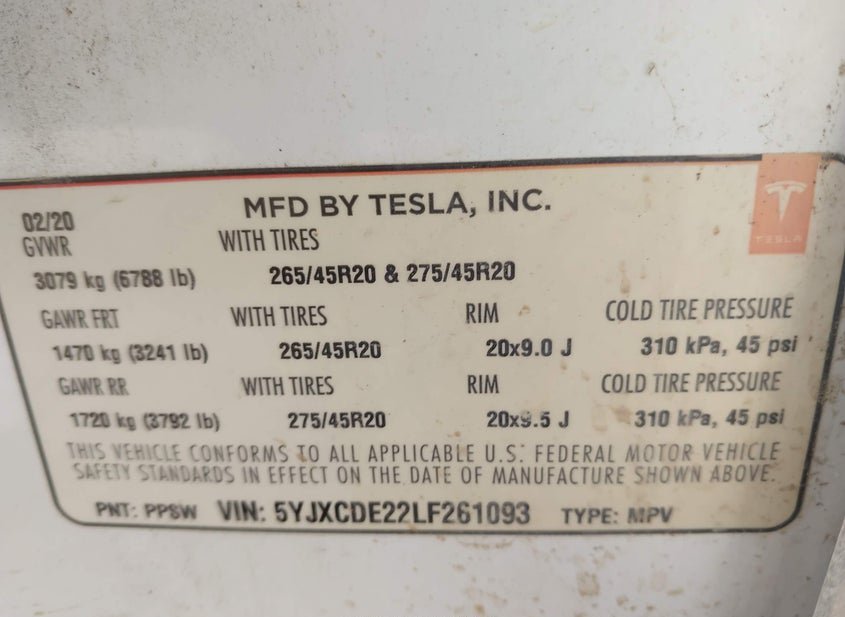 MFD BY TESLA, INC.
TESLA
02/20
GVWR WITH TIRES
3079 kg (6788 lb) 265/45R20 & 275/45R20
GAWR FRT WITH TIRES RIM COLD TIRE PRESSURE
1470 kg (3241 lb) 265/45R20 20x9.0 J 310 kPa, 45 psi
GAWR RR WITH TIRES RIM COLD TIRE PRESSURE
1720 kg (3792 lb) 275/45R20 20x9.5 J 310 kPa, 45 psi
THIS VEHICLE CONFORMS TO ALL APPLICABLE U.S. FEDERAL MOTOR VEHICLE
SAFETY STANDARDS IN EFFECT ON THE DATE OF MANUFACTURE SHOWN ABOVE.
PNT: PPSW VIN: 5YJXCDE22LF261093 TYPE: MPV